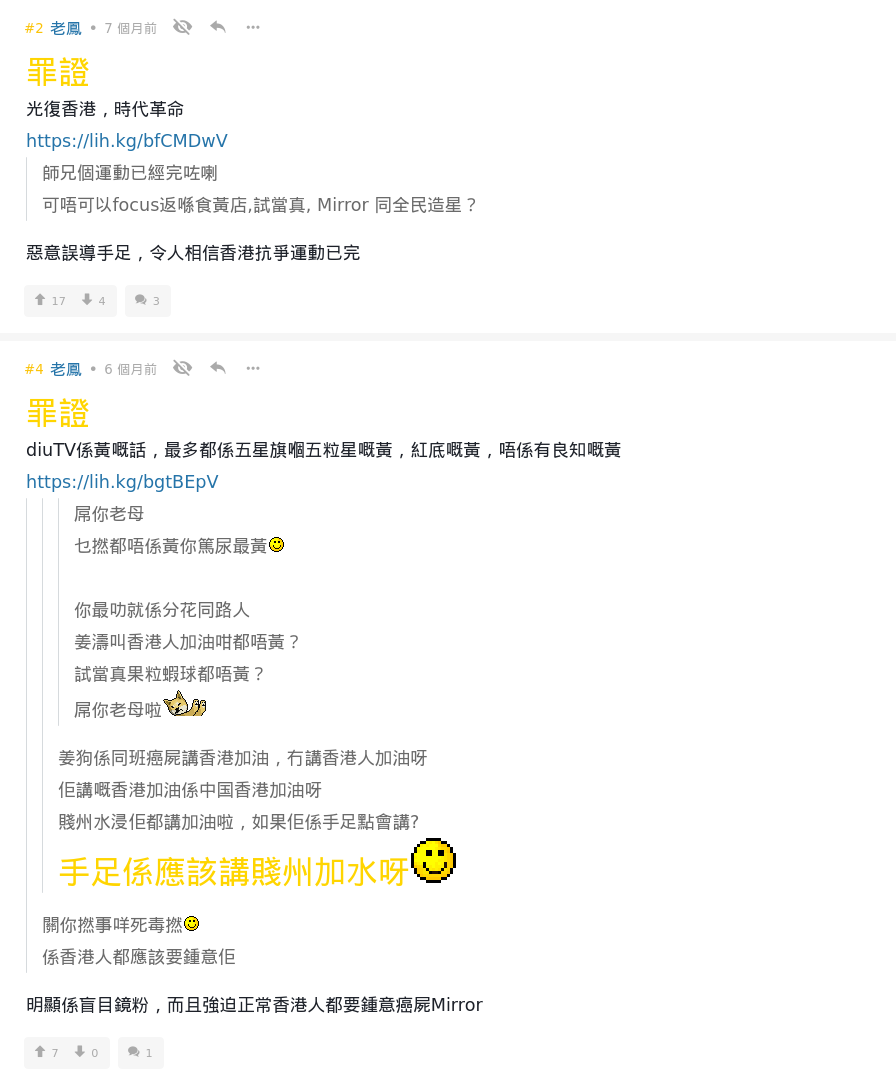 #2 老鳳 • 7 個月前
罪證
光復香港，時代革命
https://lih.kg/bfCMDwV
師兄個運動已經完咗喇
可唔可以focus返喺食黃店,試當真, Mirror 同全民造星？
惡意誤導手足，令人相信香港抗爭運動已完
17 4 3
#4 老鳳 • 6 個月前
罪證
diuTV係黃嘅話，最多都係五星旗嗰五粒星嘅黃，紅底嘅黃，唔係有良知嘅黃
https://lih.kg/bgtBEpV
屌你老母
乜撚都唔係黃你篤尿最黃
你最叻就係分花同路人
姜濤叫香港人加油咁都唔黃？
試當真果粒蝦球都唔黃？
屌你老母啦
姜狗係同班癌屍講香港加油，冇講香港人加油呀
佢講嘅香港加油係中国香港加油呀
賤州水浸佢都講加油啦，如果佢係手足點會講?
手足係應該講賤州加水呀
關你撚事咩死毒撚
係香港人都應該要鍾意佢
明顯係盲目鏡粉，而且強迫正常香港人都要鍾意癌屍Mirror
7 0 1